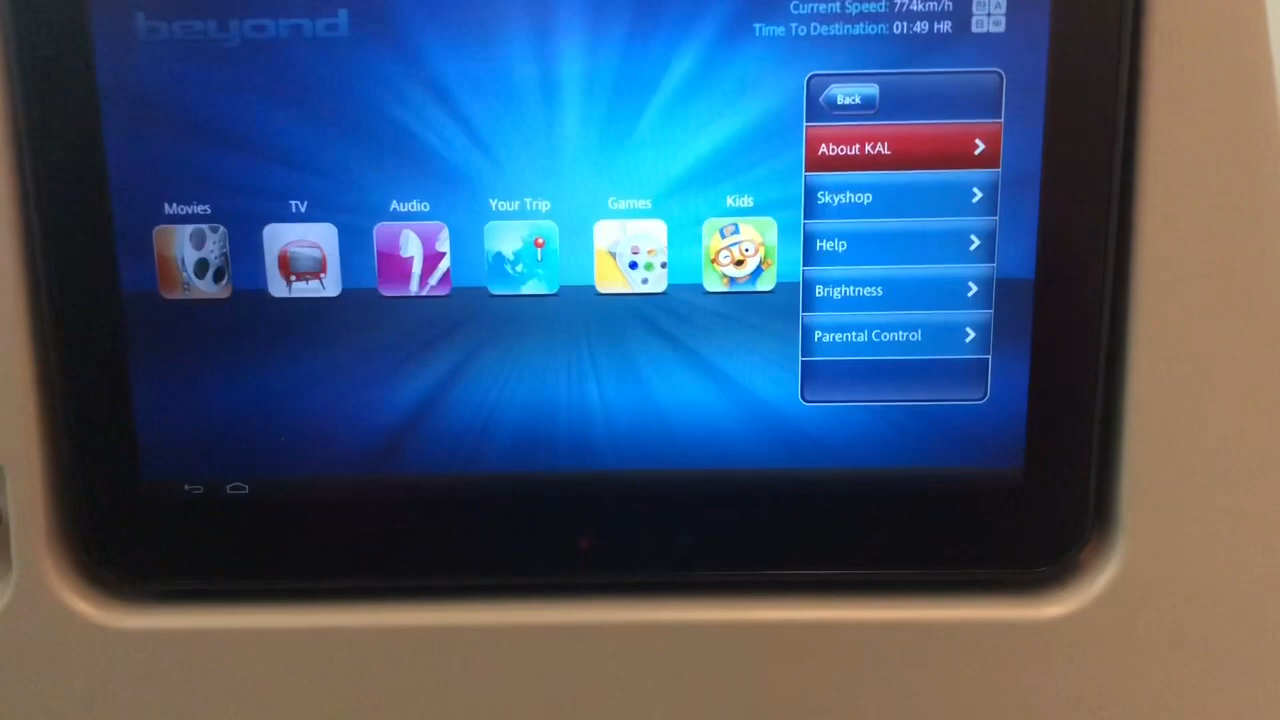 beyond
Current Speed: 774km/h
Time To Destination: 01:49 HR
Back
About KAL
Skyshop
Help
Brightness
Parental Control
Movies
TV
Audio
Your Trip
Games
Kids